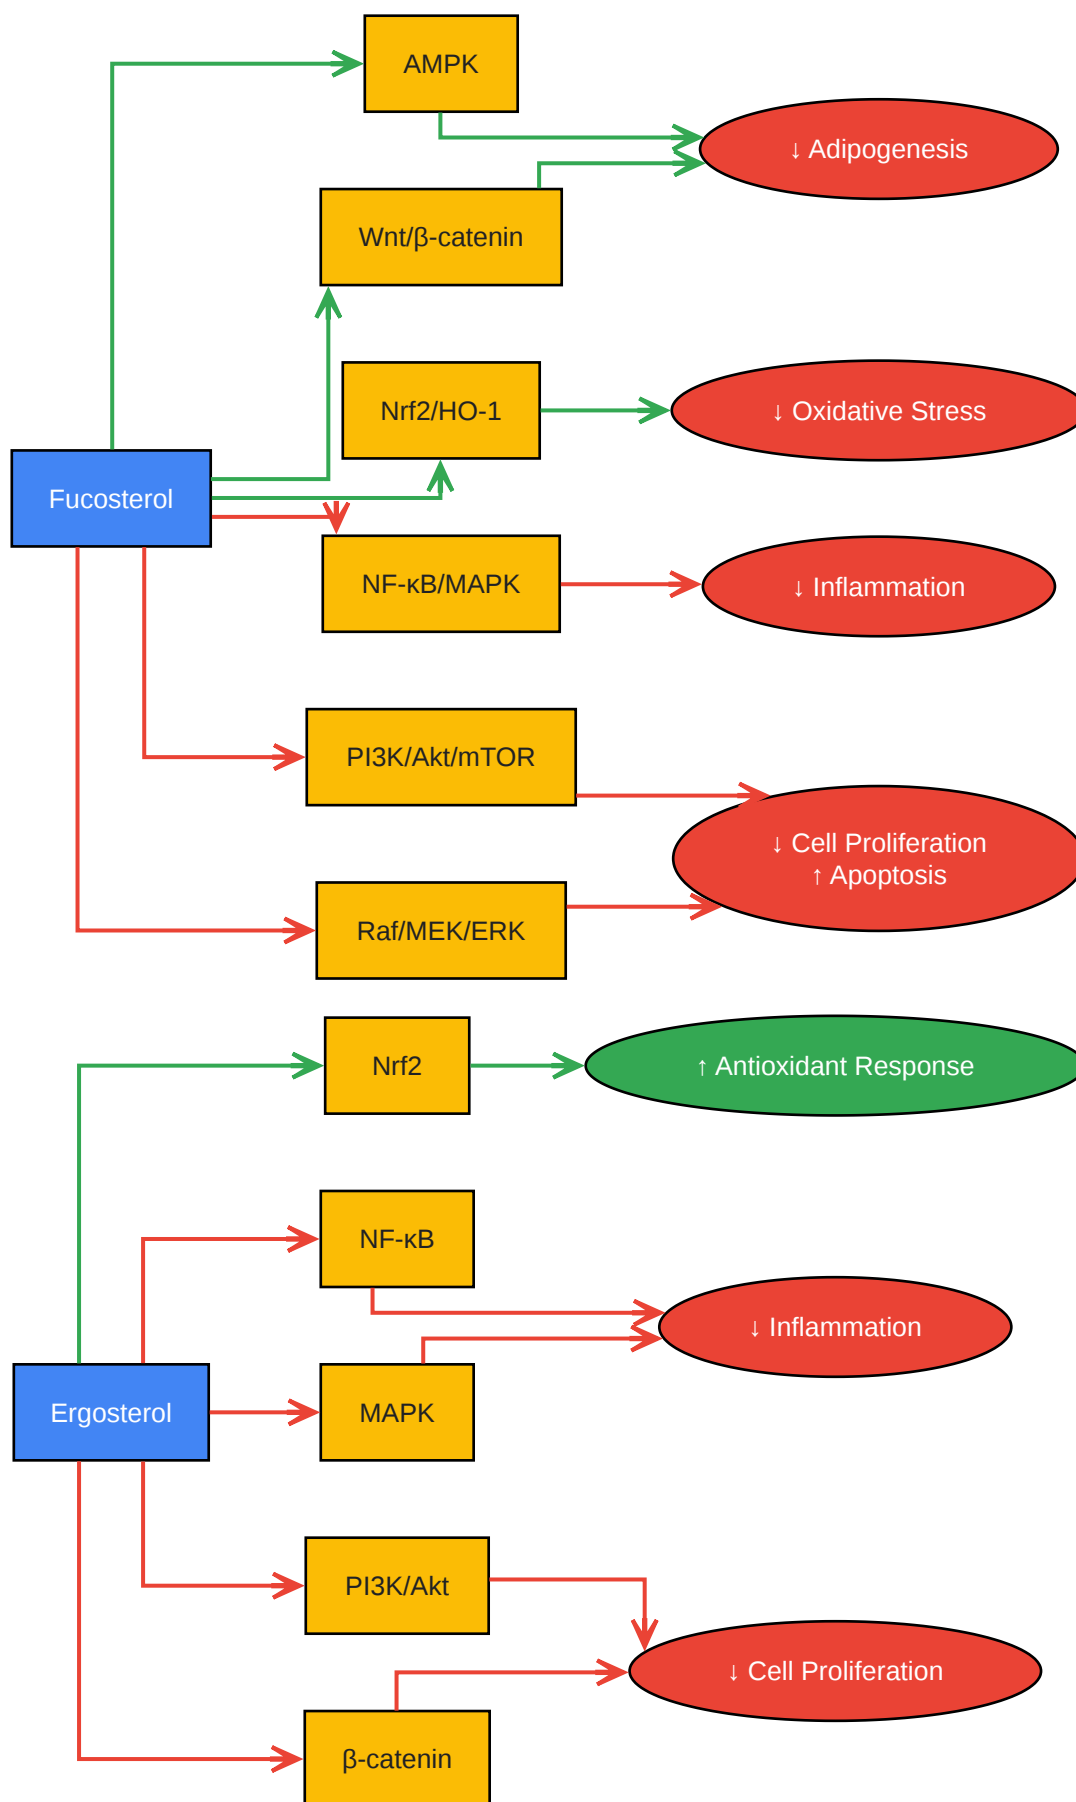 AMPK
↓ Adipogenesis
Wnt/β-catenin
Nrf2/HO-1
↓ Oxidative Stress
Fucosterol
NF-κB/MAPK
↓ Inflammation
PI3K/Akt/mTOR
↓ Cell Proliferation
↑ Apoptosis
Raf/MEK/ERK
Nrf2
↑ Antioxidant Response
NF-κB
↓ Inflammation
Ergosterol
MAPK
PI3K/Akt
↓ Cell Proliferation
β-catenin